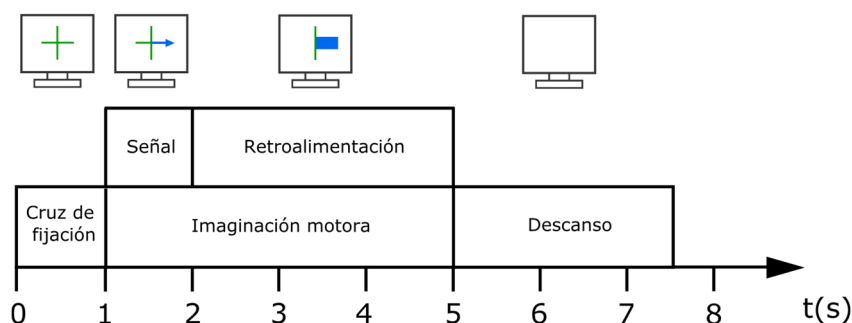 Señal
Retroalimentación
Cruz de
fijación
Imaginación motora
Descanso
0 1 2 3 4 5 6 7 8 t(s)